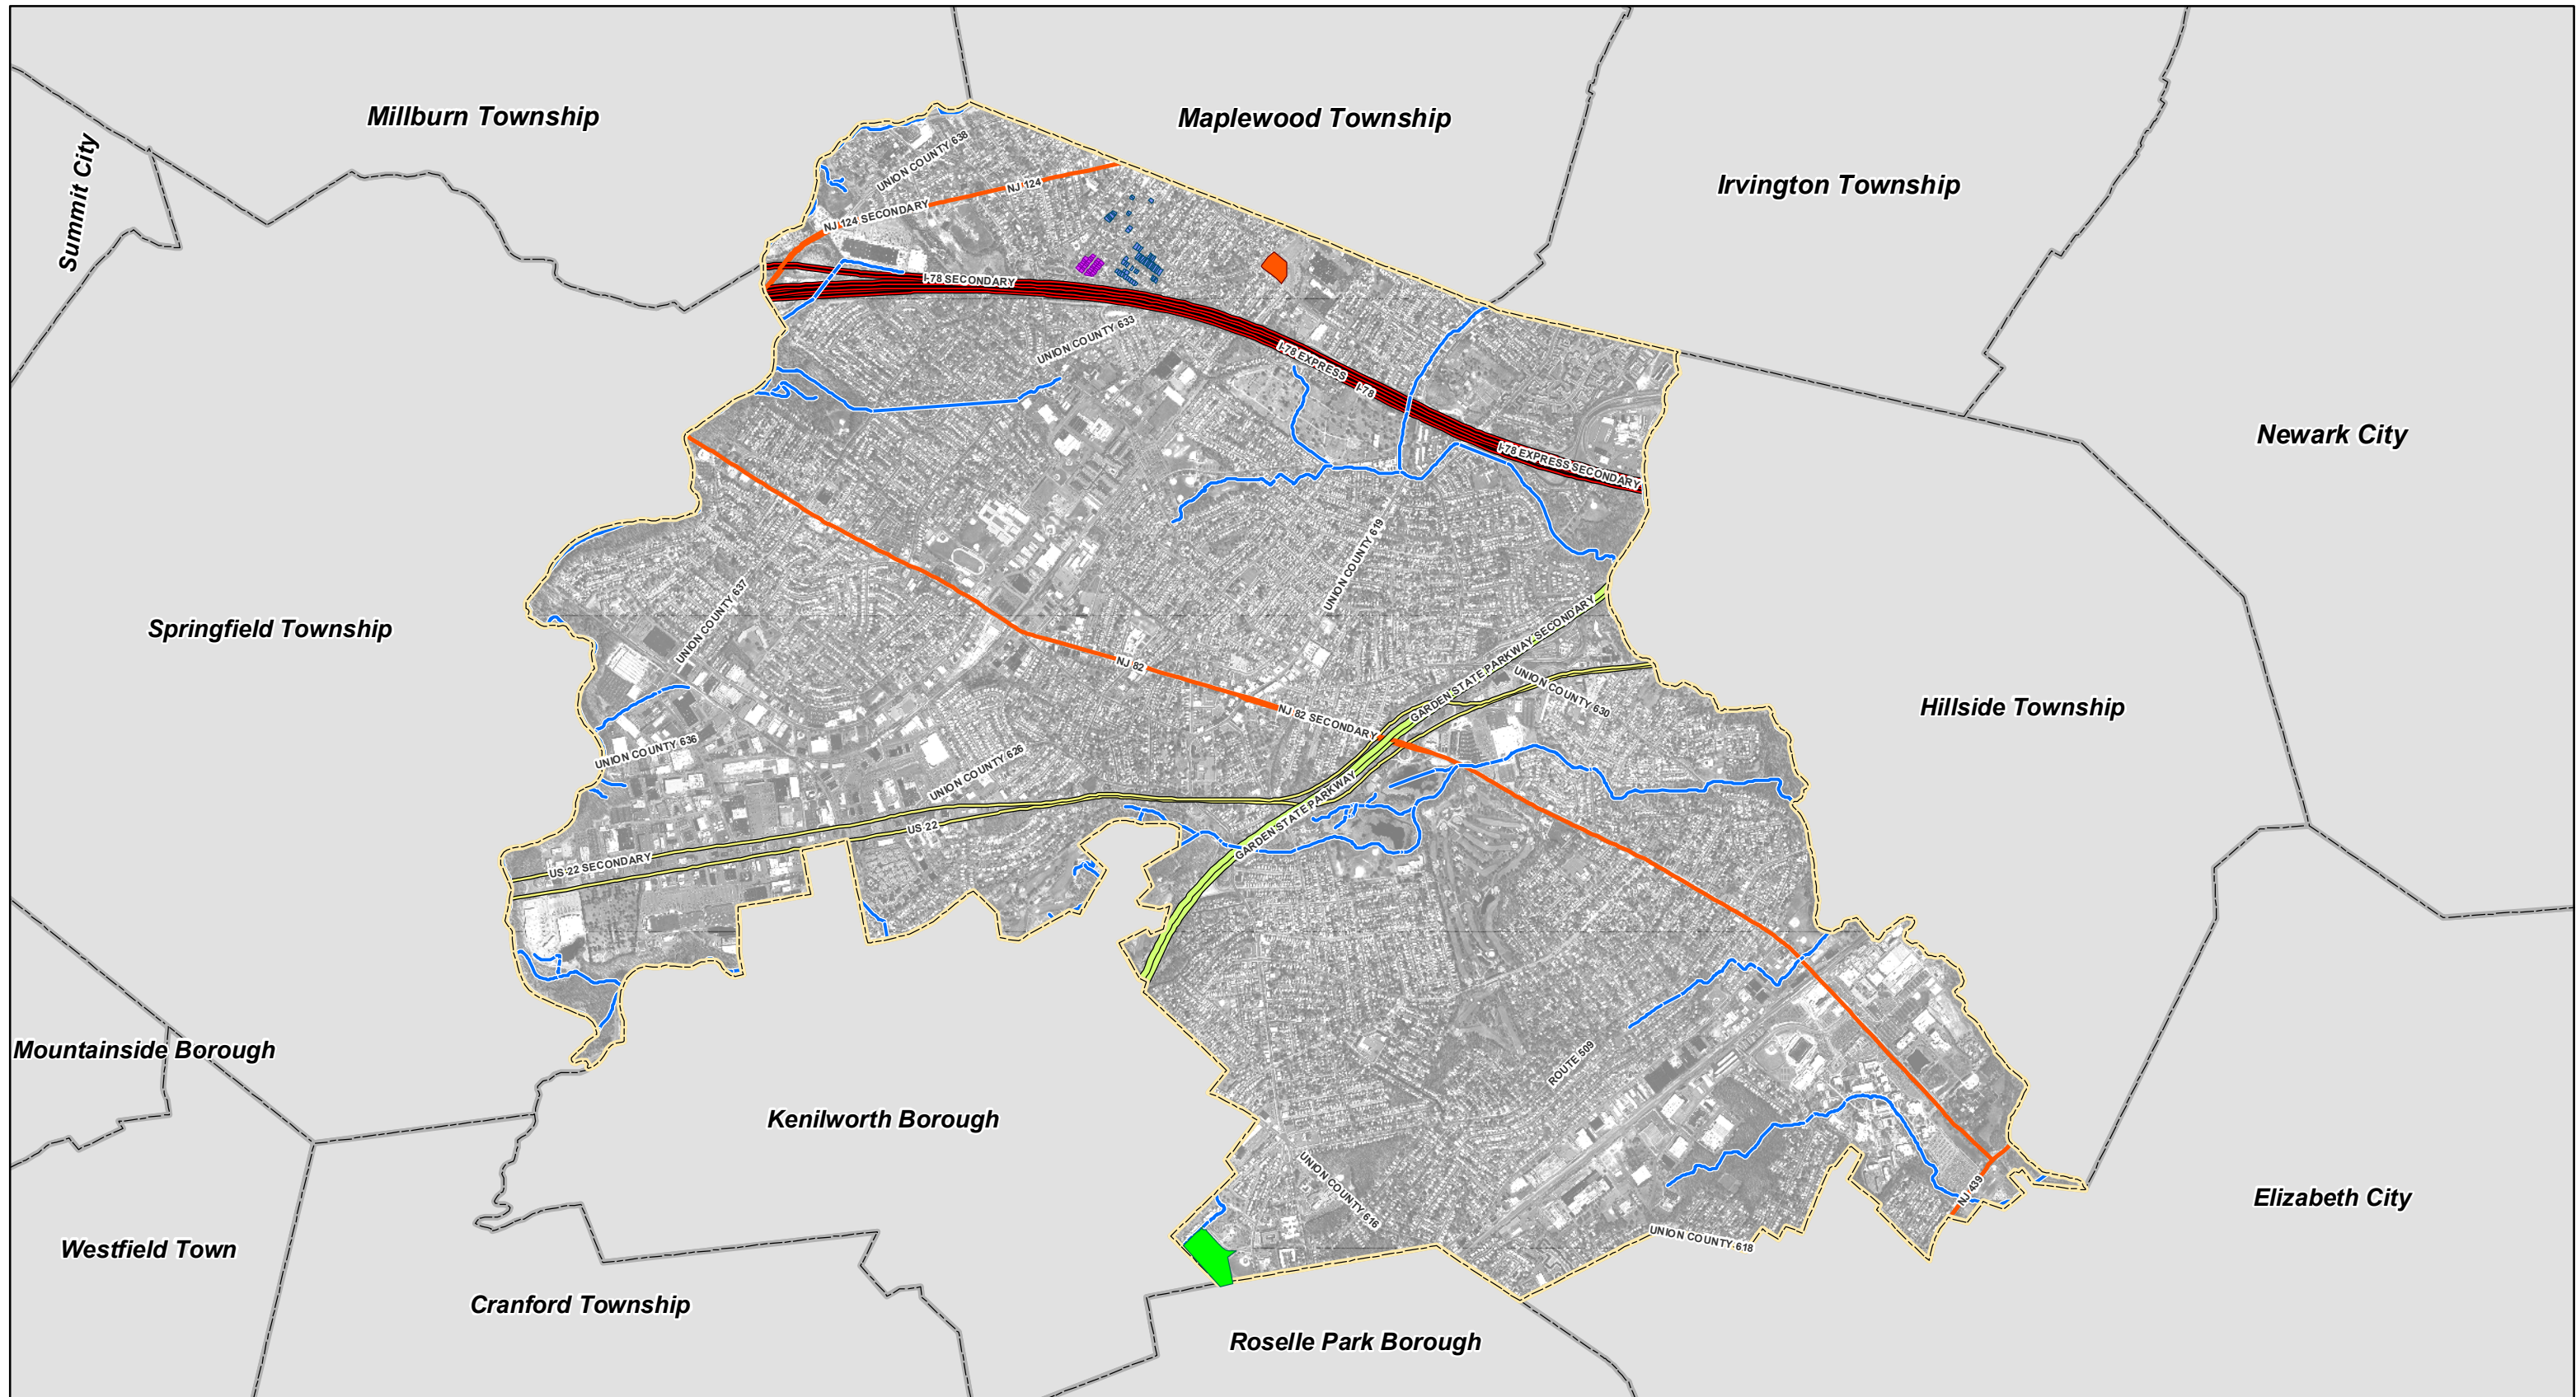 Millburn Township
Maplewood Township
Summit City
Irvington Township
UNION COUNTY 638
NJ 124
NJ 124 SECONDARY
I-78 SECONDARY
UNION COUNTY 633
I-78 EXPRESS
I-78
Newark City
I-78 EXPRESS SECONDARY
UNION COUNTY 619
UNION COUNTY 637
Springfield Township
GARDEN STATE PARKWAY SECONDARY
NJ 82
UNION COUNTY 630
NJ 82 SECONDARY
Hillside Township
UNION COUNTY 636
UNION COUNTY 626
GARDEN STATE PARKWAY
US 22
US 22 SECONDARY
Mountainside Borough
ROUTE 509
Kenilworth Borough
UNION COUNTY 616
NJ 439
Elizabeth City
UNION COUNTY 618
Westfield Town
Cranford Township
Roselle Park Borough